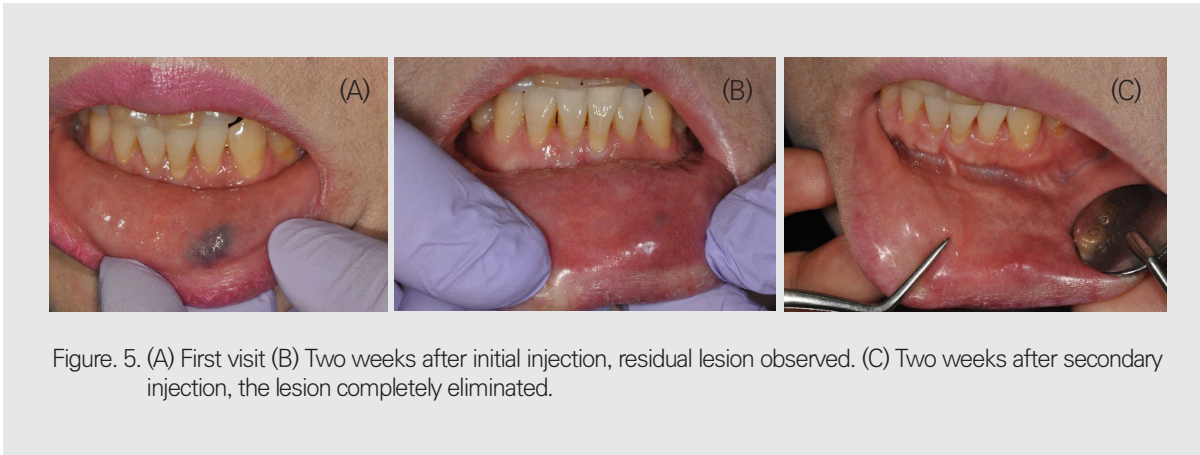 (A)
(B)
(C)
Figure. 5. (A) First visit (B) Two weeks after initial injection, residual lesion observed. (C) Two weeks after secondary
injection, the lesion completely eliminated.